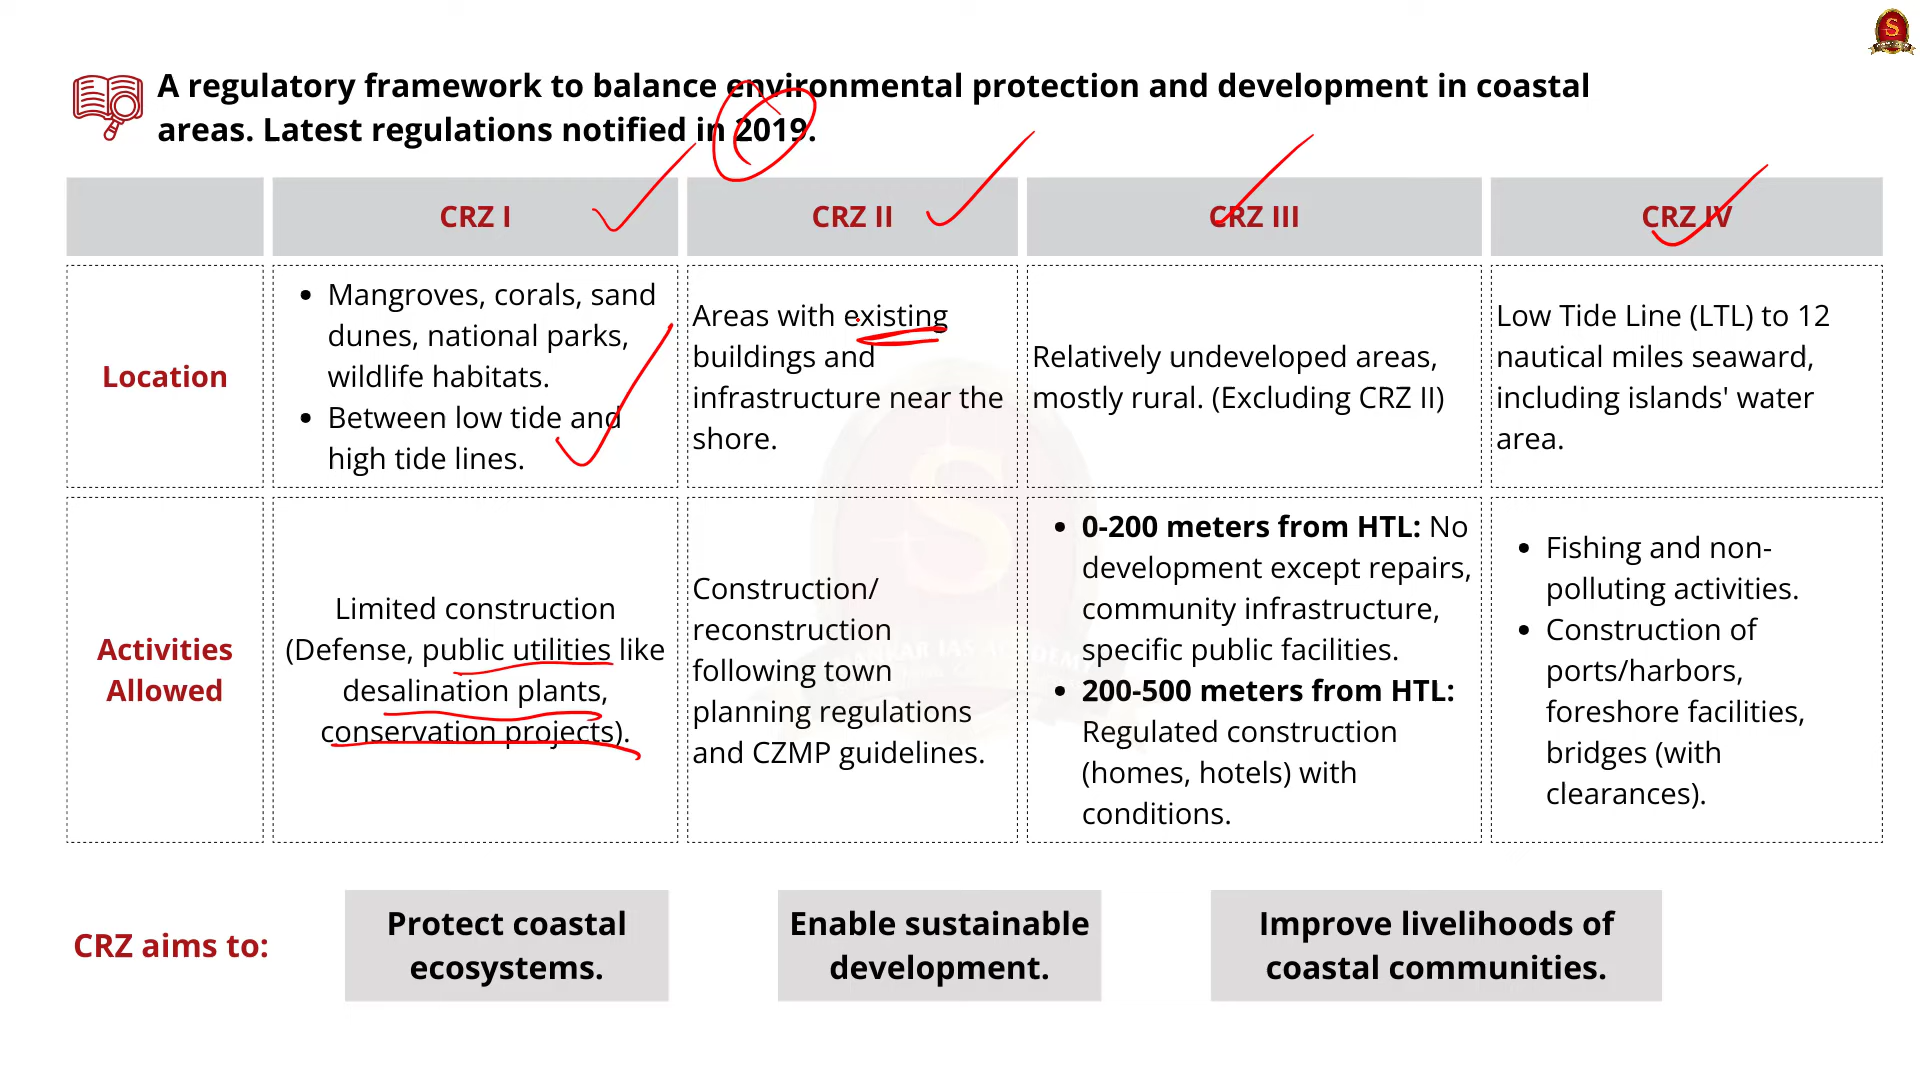 A regulatory framework to balance environmental protection and development in coastal
areas. Latest regulations notified in 2019.
CRZ I
CRZ II
CRZ III
CRZ IV
Location
Mangroves, corals, sand
dunes, national parks,
wildlife habitats.
Between low tide and
high tide lines.
Areas with existing
buildings and
infrastructure near the
shore.
Relatively undeveloped areas,
mostly rural. (Excluding CRZ II)
Low Tide Line (LTL) to 12
nautical miles seaward,
including islands' water
area.
Activities
Allowed
Limited construction
(Defense, public utilities like
desalination plants,
conservation projects).
Construction/
reconstruction
following town
planning regulations
and CZMP guidelines.
0-200 meters from HTL: No
development except repairs,
community infrastructure,
specific public facilities.
200-500 meters from HTL:
Regulated construction
(homes, hotels) with
conditions.
Fishing and non-
polluting activities.
Construction of
ports/harbors,
foreshore facilities,
bridges (with
clearances).
CRZ aims to:
Protect coastal
ecosystems.
Enable sustainable
development.
Improve livelihoods of
coastal communities.